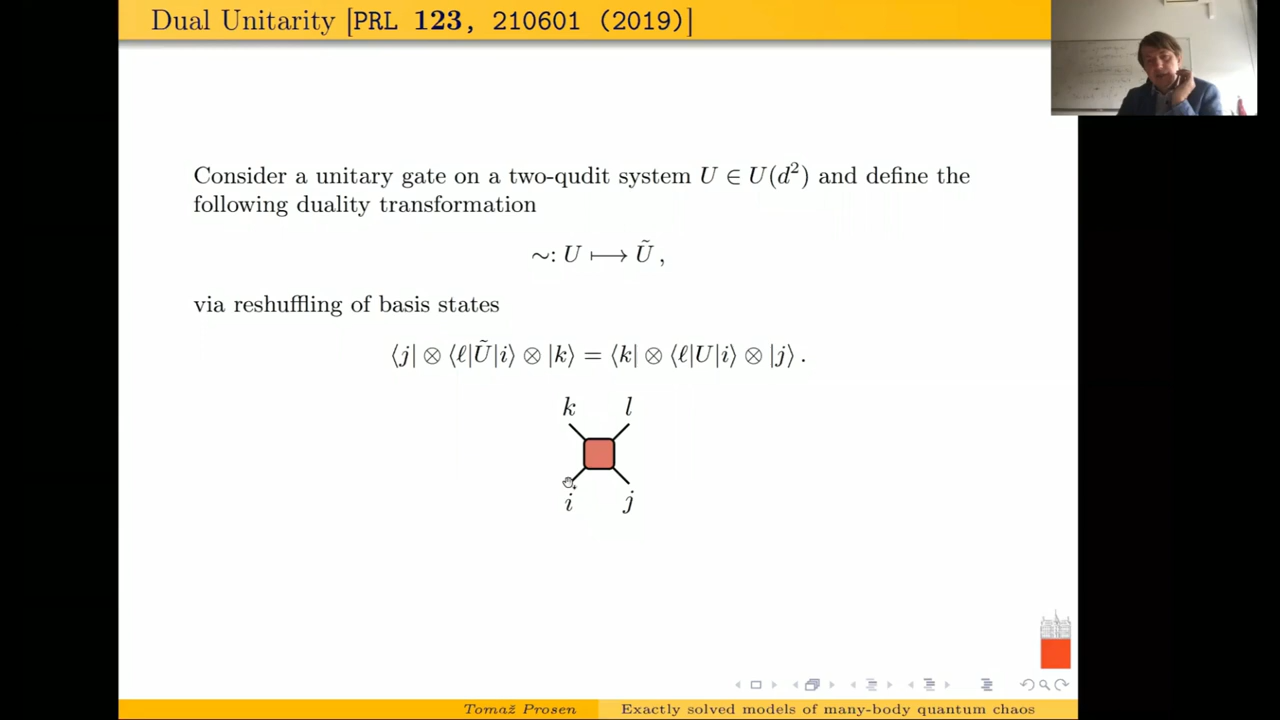 Dual Unitarity [PRL 123, 210601 (2019)]
Consider a unitary gate on a two-qudit system U ∈ U(d²) and define the
following duality transformation
∼: U ⟼ Ũ ,
via reshuffling of basis states
⟨j| ⊗ ⟨ℓ|Ũ|i⟩ ⊗ |k⟩ = ⟨k| ⊗ ⟨ℓ|U|i⟩ ⊗ |j⟩ .
k l
i j
Tomaž Prosen Exactly solved models of many-body quantum chaos